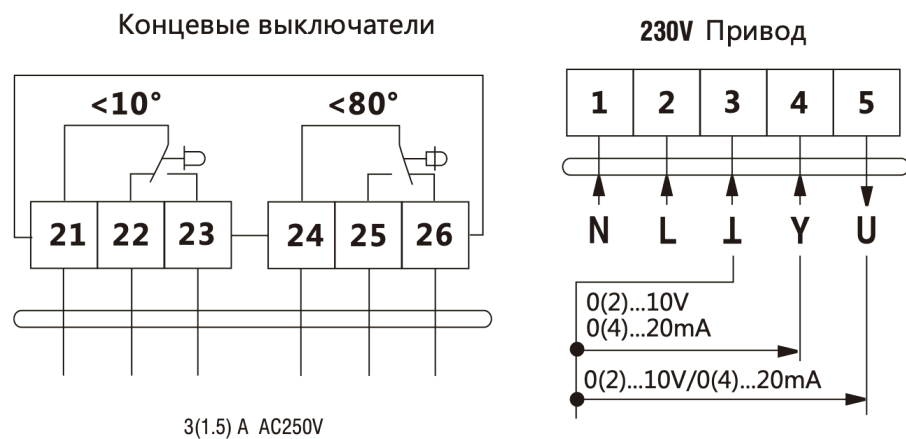 Концевые выключатели
<10°
<80°
21 22 23 24 25 26
3(1.5) A AC250V
230V Привод
1 2 3 4 5
N L ⊥ Y U
0(2)...10V
0(4)...20mA
0(2)...10V/0(4)...20mA